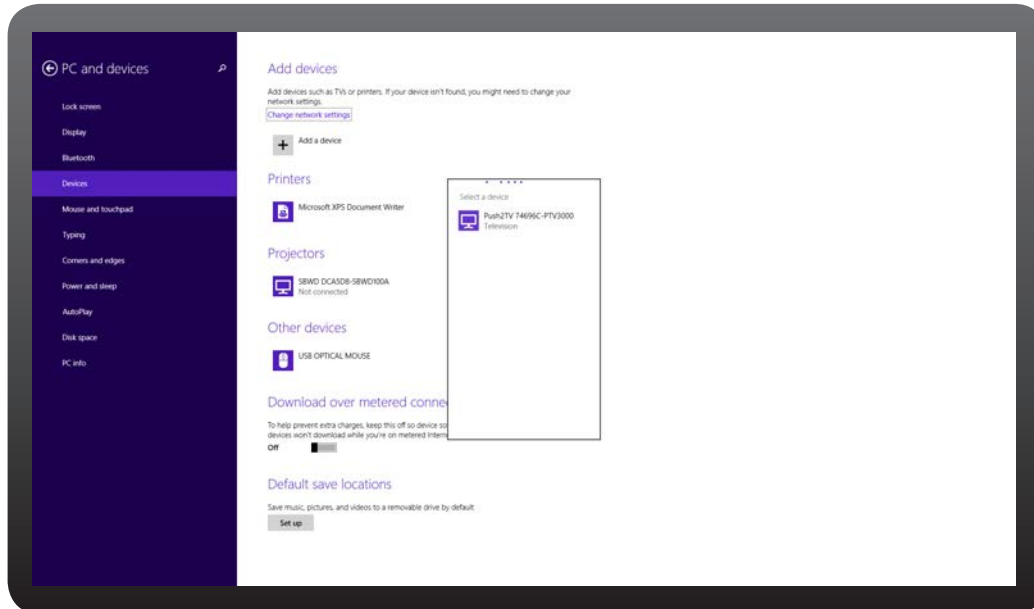 PC and devices
Lock screen
Display
Bluetooth
Devices
Mouse and touchpad
Typing
Corners and edges
Power and sleep
AutoPlay
Disk space
PC info
Add devices
Add devices such as TVs or printers. If your device isn't found, you might need to change your
network settings.
Change network settings
Add a device
Printers
Microsoft XPS Document Writer
Projectors
SBWD DCA5D8-SBWD100A
Not connected
Other devices
USB OPTICAL MOUSE
Download over metered conne
To help prevent extra charges, keep this off so device so
devices won't download while you're on metered Intern
Off
Default save locations
Save music, pictures, and videos to a removable drive by default
Set up
Select a device
Push2TV 74696C-PTV3000
Television